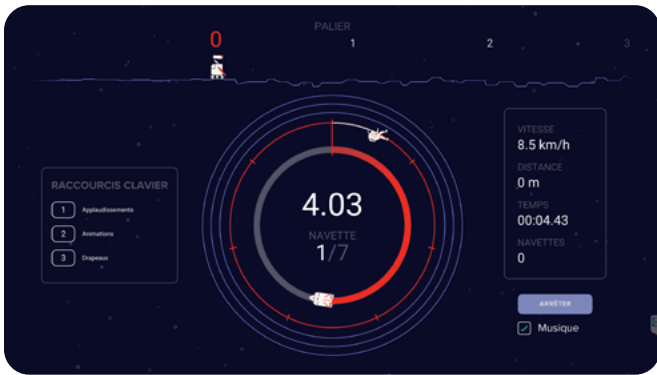 PALIER
0
1
2
3
RACCOURCIS CLAVIER
1 Applaudissements
2 Animations
3 Drapeaux
4.03
NAVETTE
1/7
VITESSE
8.5 km/h
DISTANCE
0 m
TEMPS
00:04.43
NAVETTES
0
ARRÊTER
Musique